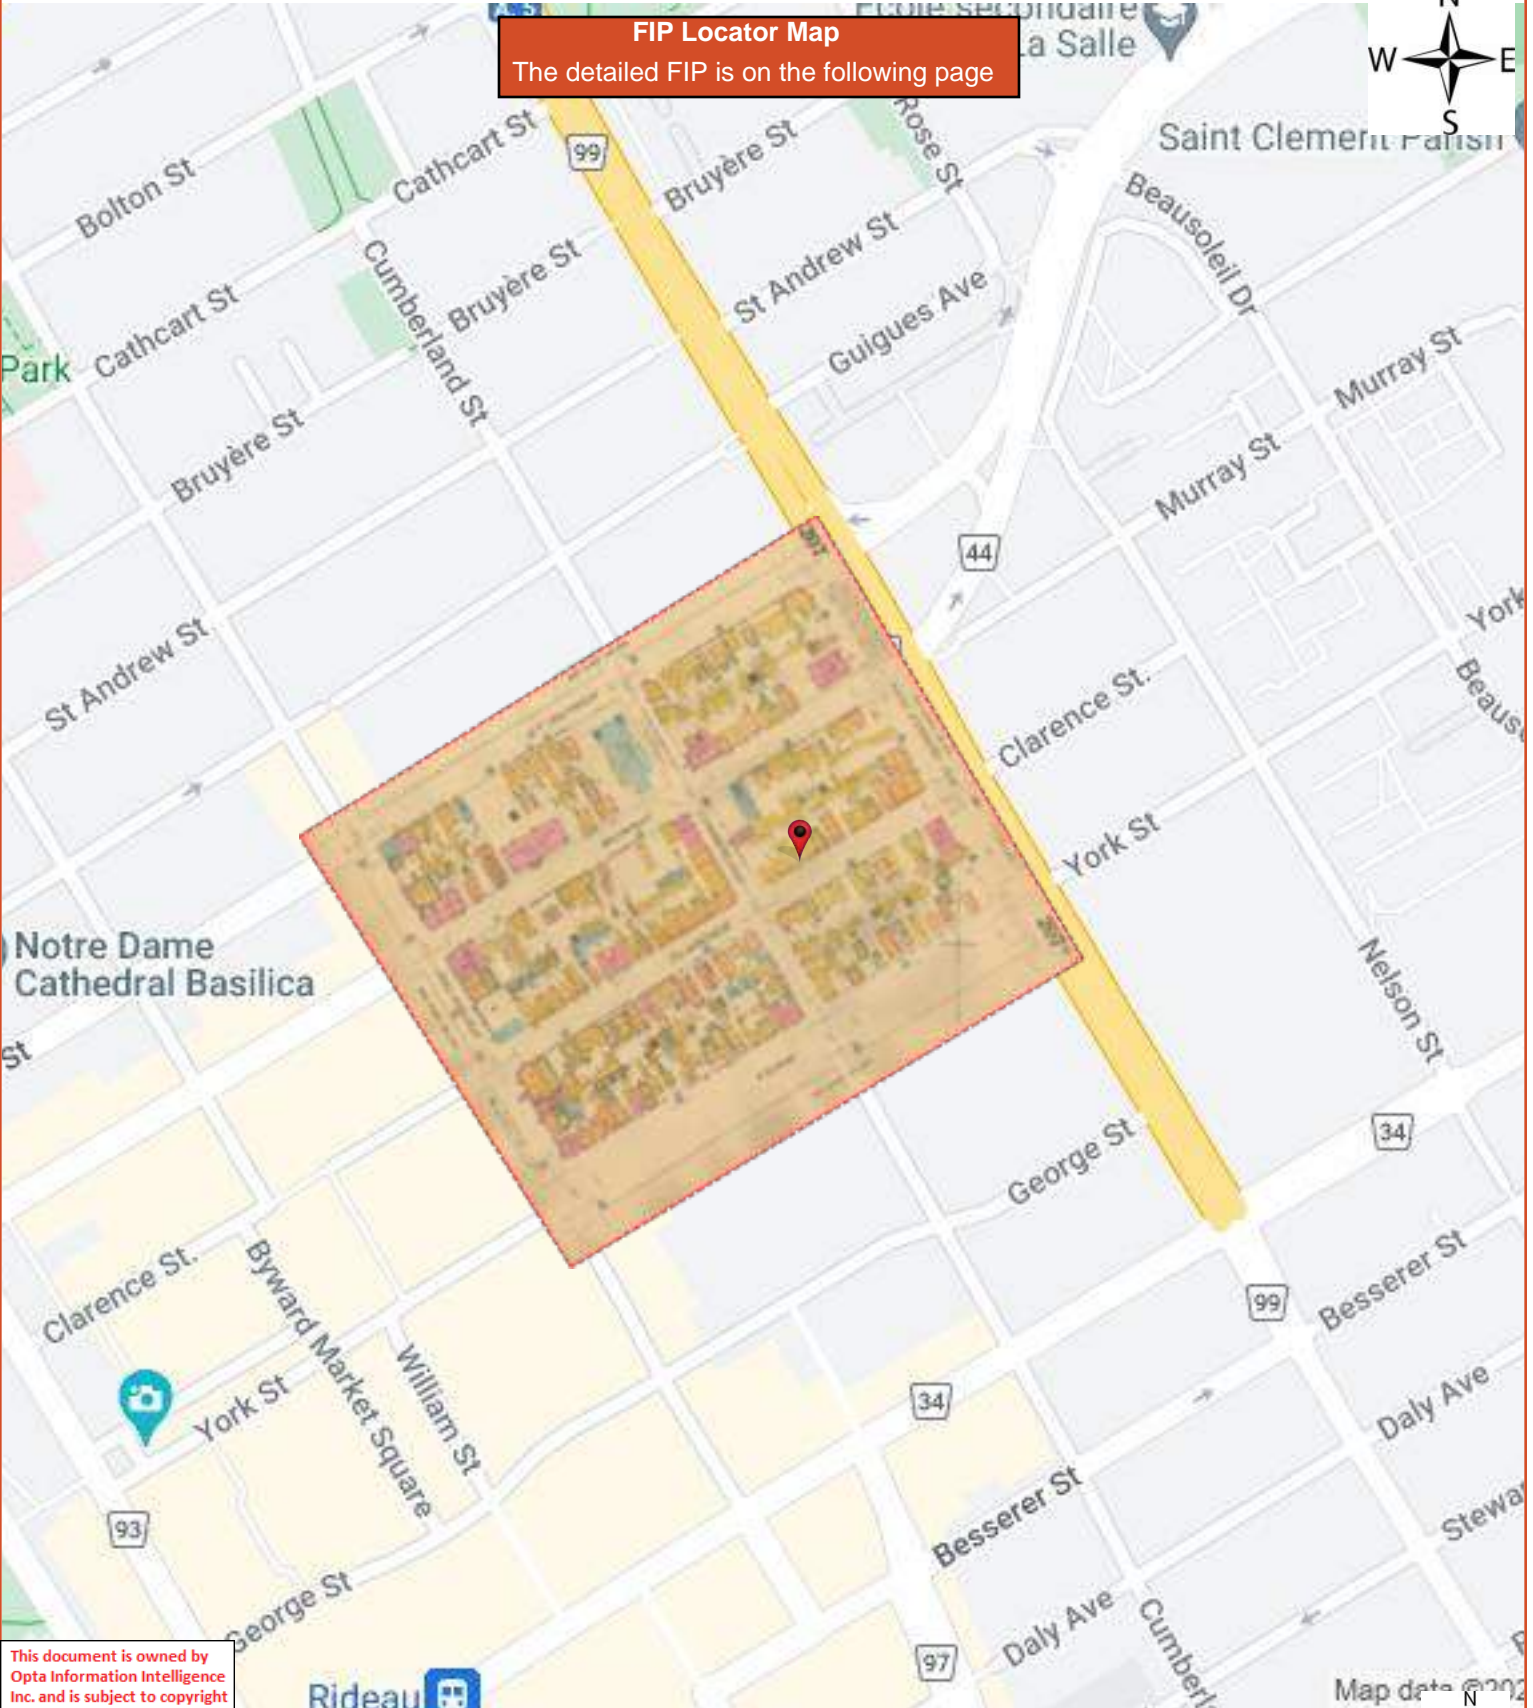 FIP Locator Map
The detailed FIP is on the following page
La Salle
N
W
E
S
Saint Clement Parish
99
Cathcart St
Bruyère St
Rose St
Bolton St
Beausoleil Dr
Cumberland St
Bruyère St
St Andrew St
Guigues Ave
Cathcart St
Park
Murray St
Bruyère St
Murray St
44
207
York
St Andrew St
Clarence St.
Beaus
York St
Notre Dame
Cathedral Basilica
207
Nelson St
St
34
George St
Clarence St.
Byward Market Square
Besserer St
99
William St
York St
34
Daly Ave
Besserer St
93
Stewa
George St
Daly Ave
Cumberl
97
This document is owned by
Opta Information Intelligence
Inc. and is subject to copyright
Rideau
Map data ©202
N